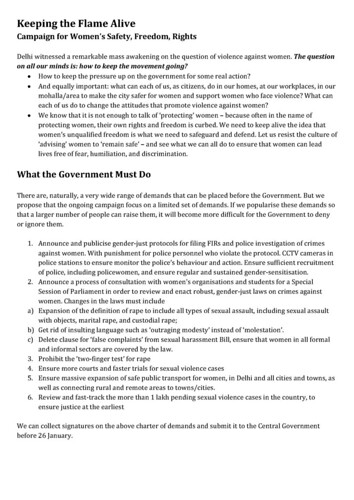 Keeping the Flame Alive
Campaign for Women's Safety, Freedom, Rights
Delhi witnessed a remarkable mass awakening on the question of violence against women. The question
on all our minds is: how to keep the movement going?
• How to keep the pressure up on the government for some real action?
• And equally important: what can each of us, as citizens, do in our homes, at our workplaces, in our
mohalla/area to make the city safer for women and support women who face violence? What can
each of us do to change the attitudes that promote violence against women?
• We know that it is not enough to talk of 'protecting' women – because often in the name of
protecting women, their own rights and freedom is curbed. We need to keep alive the idea that
women's unqualified freedom is what we need to safeguard and defend. Let us resist the culture of
'advising' women to 'remain safe' – and see what we can all do to ensure that women can lead
lives free of fear, humiliation, and discrimination.
What the Government Must Do
There are, naturally, a very wide range of demands that can be placed before the Government. But we
propose that the ongoing campaign focus on a limited set of demands. If we popularise these demands so
that a larger number of people can raise them, it will become more difficult for the Government to deny
or ignore them.
1. Announce and publicise gender-just protocols for filing FIRs and police investigation of crimes
against women. With punishment for police personnel who violate the protocol. CCTV cameras in
police stations to ensure monitor the police's behaviour and action. Ensure sufficient recruitment
of police, including policewomen, and ensure regular and sustained gender-sensitisation.
2. Announce a process of consultation with women's organisations and students for a Special
Session of Parliament in order to review and enact robust, gender-just laws on crimes against
women. Changes in the laws must include
a) Expansion of the definition of rape to include all types of sexual assault, including sexual assault
with objects, marital rape, and custodial rape;
b) Get rid of insulting language such as 'outraging modesty' instead of 'molestation'.
c) Delete clause for 'false complaints' from sexual harassment Bill, ensure that women in all formal
and informal sectors are covered by the law.
3. Prohibit the 'two-finger test' for rape
4. Ensure more courts and faster trials for sexual violence cases
5. Ensure massive expansion of safe public transport for women, in Delhi and all cities and towns, as
well as connecting rural and remote areas to towns/cities.
6. Review and fast-track the more than 1 lakh pending sexual violence cases in the country, to
ensure justice at the earliest
We can collect signatures on the above charter of demands and submit it to the Central Government
before 26 January.